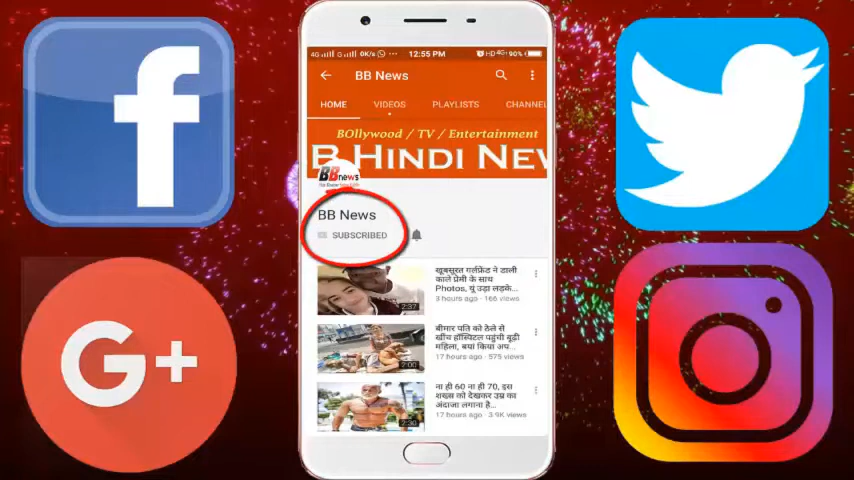 4G G 0K/s ••• 12:55 PM HD 4G 90%
BB News
HOME VIDEOS PLAYLISTS CHANNEL
BOllywood / TV / Entertainment
B HINDI NEW
BBnews
BB News
SUBSCRIBED
खूबसूरत गर्लफ्रेंड ने डाली
काले प्रेमी के साथ
Photos, यूं उड़ा लड़के...
3 hours ago · 166 views
2:37
बीमार पति को ठेले से
खींच हॉस्पिटल पहुंची बूढ़ी
महिला, बयां किया अप...
17 hours ago · 575 views
2:00
ना ही 60 ना ही 70, इस
शख्स को देखकर उम्र का
अंदाजा लगाना है...
17 hours ago · 3.9K views
2:30
f
G+